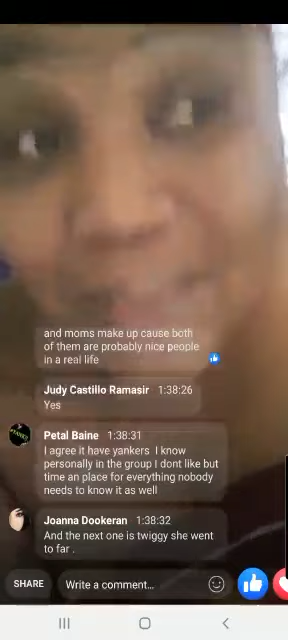 and moms make up cause both
of them are probably nice people
in a real life
Judy Castillo Ramasir 1:38:26
Yes
Petal Baine 1:38:31
I agree it have yankers I know
personally in the group I dont like but
time an place for everything nobody
needs to know it as well
Joanna Dookeran 1:38:32
And the next one is twiggy she went
to far .
SHARE Write a comment...